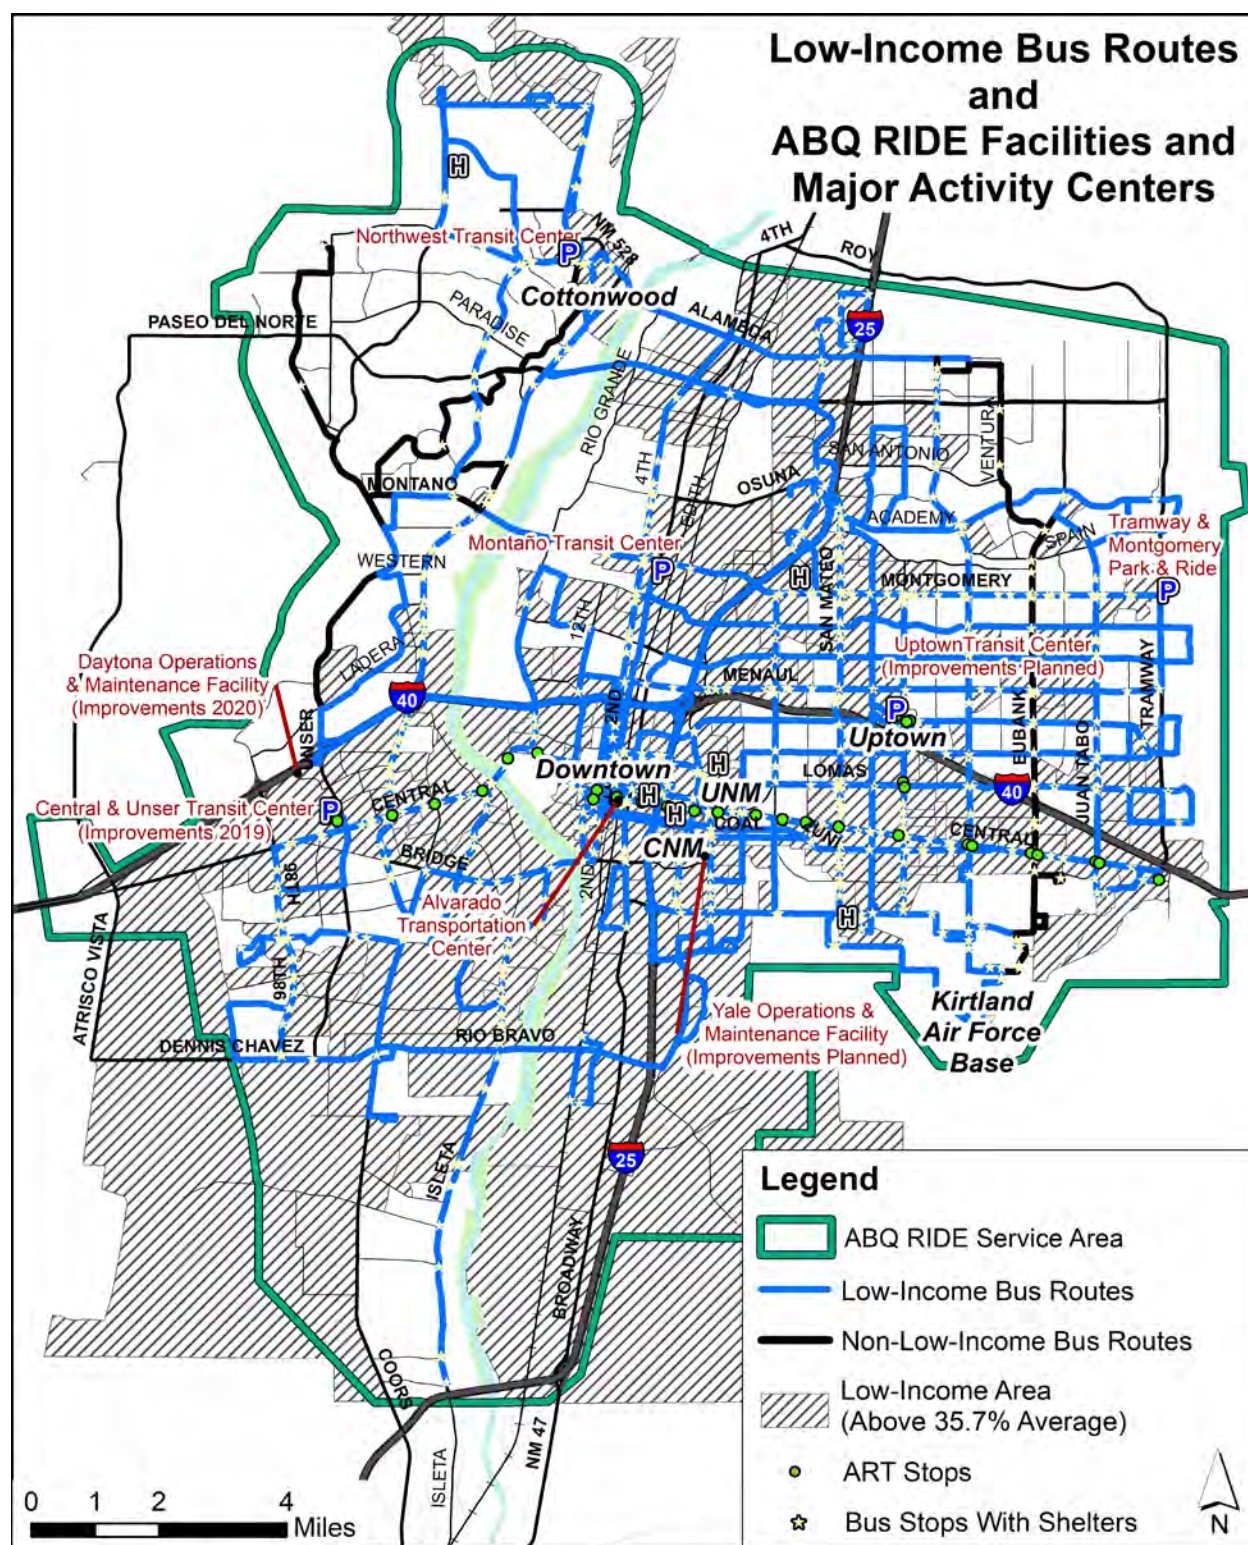 Low-Income Bus Routes
and
ABQ RIDE Facilities and
Major Activity Centers
H
Northwest Transit Center
P
NM 528
4TH
ROY
Cottonwood
PARADISE
PASEO DEL NORTE
ALAMEDA
25
RIO GRANDE
4TH
EDITH
OSUNA
SAN ANTONIO
VENTURA
MONTANO
ACADEMY
SPAIN
Tramway &
Montgomery
Park & Ride
P
Montaño Transit Center
P
WESTERN
H
MONTGOMERY
12TH
SAN MATEO
LADERA
Daytona Operations
& Maintenance Facility
(Improvements 2020)
UptownTransit Center
(Improvements Planned)
MENAUL
40
2ND
P
Uptown
EUBANK
JUAN TABO
TRAMWAY
UNSER
Downtown
H
LOMAS
40
Central & Unser Transit Center
(Improvements 2019)
P
CENTRAL
H
H
UNM
COAL
ZUNI
CENTRAL
CNM
BRIDGE
2ND
98TH
Alvarado
Transportation
Center
H
ATRISCO VISTA
98TH
Kirtland
Air Force
Base
Yale Operations &
Maintenance Facility
(Improvements Planned)
DENNIS CHAVEZ
RIO BRAVO
ISLETA
25
BROADWAY
COORS
ISLETA
NM 47
Legend
ABQ RIDE Service Area
Low-Income Bus Routes
Non-Low-Income Bus Routes
Low-Income Area
(Above 35.7% Average)
ART Stops
Bus Stops With Shelters
0 1 2 4
Miles
N